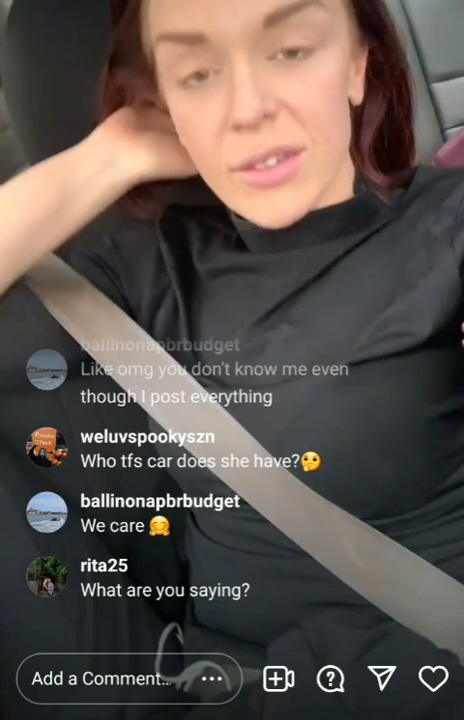 ballinonapbrbudget
Like omg you don't know me even
though I post everything
weluvspookyszn
Who tfs car does she have?🤔
ballinonapbrbudget
We care 🤗
rita25
What are you saying?
Add a Comment...